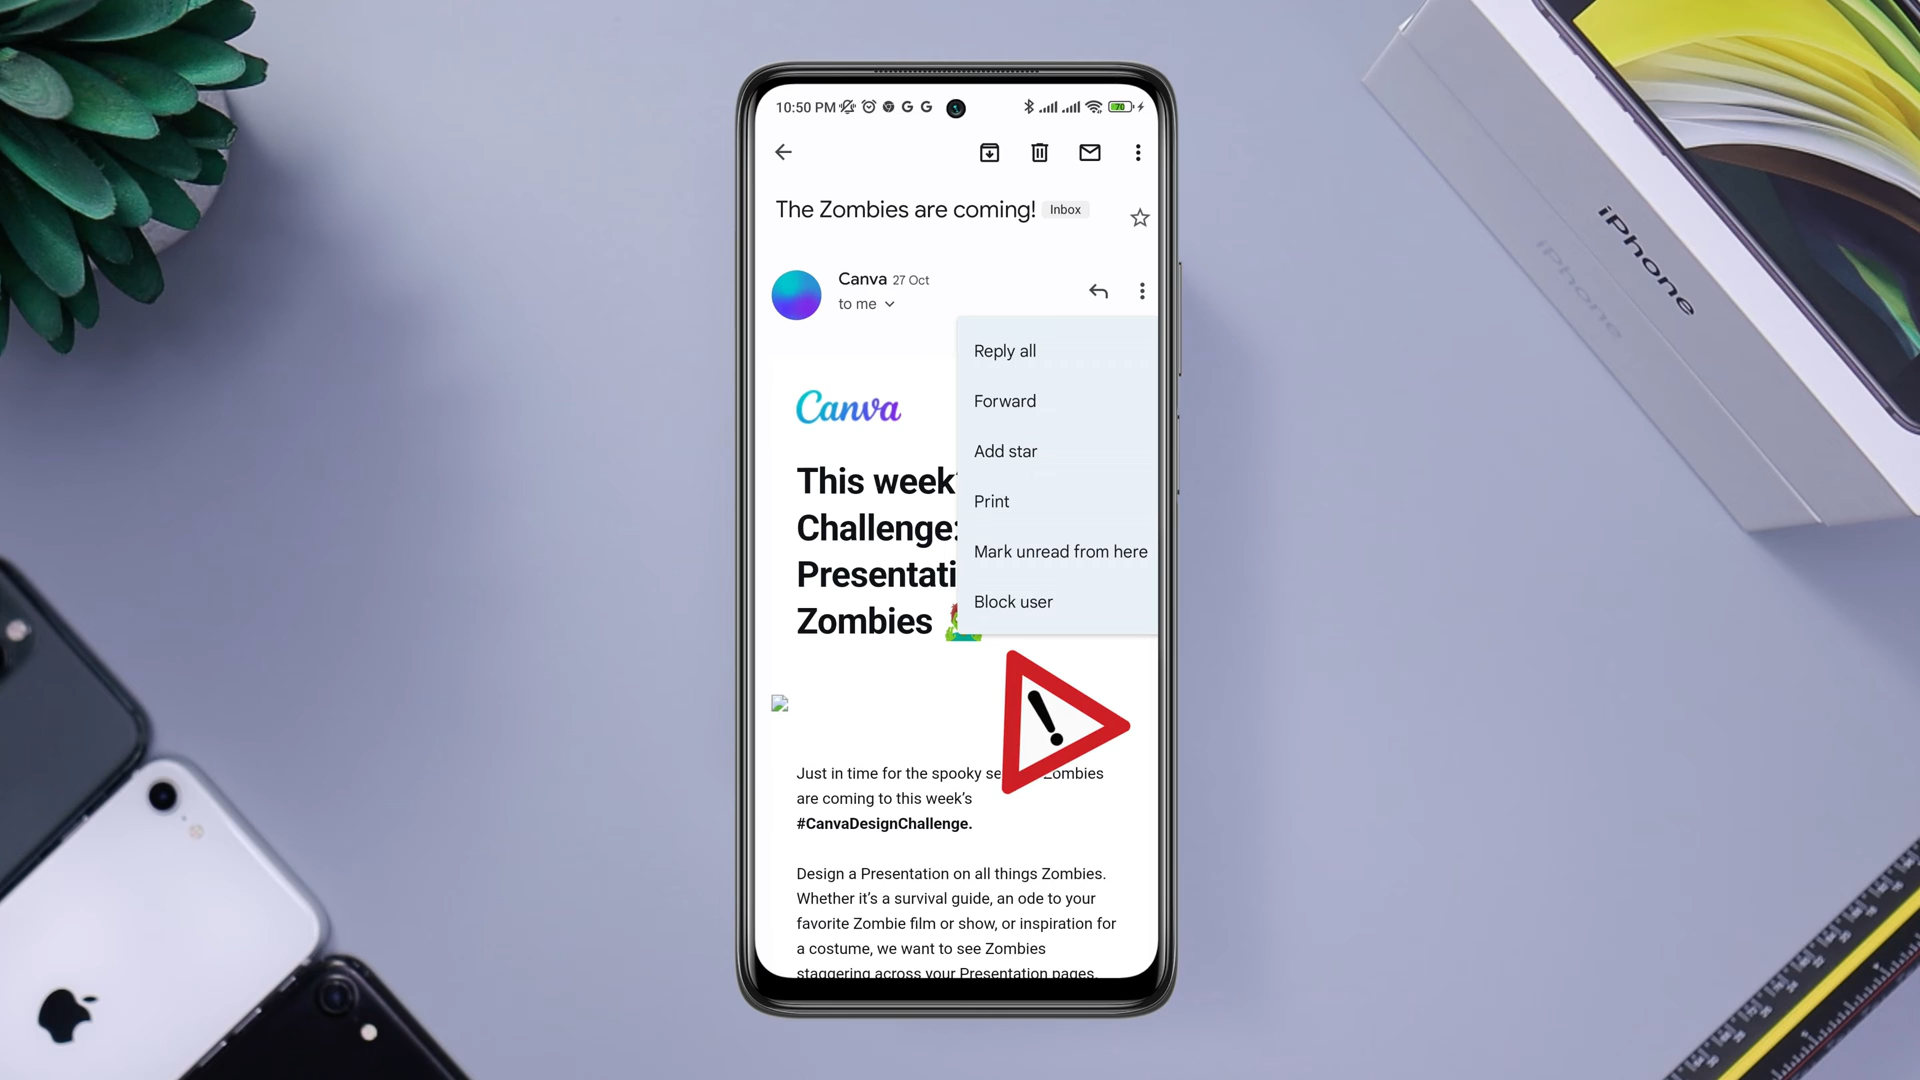 10:50 PM
70
The Zombies are coming! Inbox
Canva 27 Oct
to me
Reply all
Forward
Add star
Print
Mark unread from here
Block user
Canva
This week'
Challenge:
Presentati
Zombies
Just in time for the spooky se Zombies
are coming to this week's
#CanvaDesignChallenge.
Design a Presentation on all things Zombies.
Whether it's a survival guide, an ode to your
favorite Zombie film or show, or inspiration for
a costume, we want to see Zombies
staggering across your Presentation pages.
iPhone
iPhone